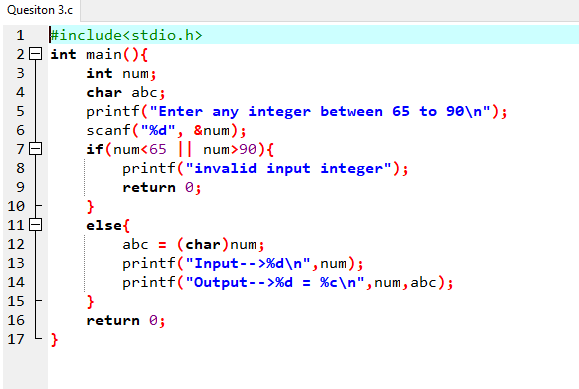 Quesiton 3.c
1 #include<stdio.h>
2 int main(){
3 int num;
4 char abc;
5 printf("Enter any integer between 65 to 90\n");
6 scanf("%d", &num);
7 if(num<65 || num>90){
8 printf("invalid input integer");
9 return 0;
10 }
11 else{
12 abc = (char)num;
13 printf("Input-->%d\n",num);
14 printf("Output-->%d = %c\n",num,abc);
15 }
16 return 0;
17 }